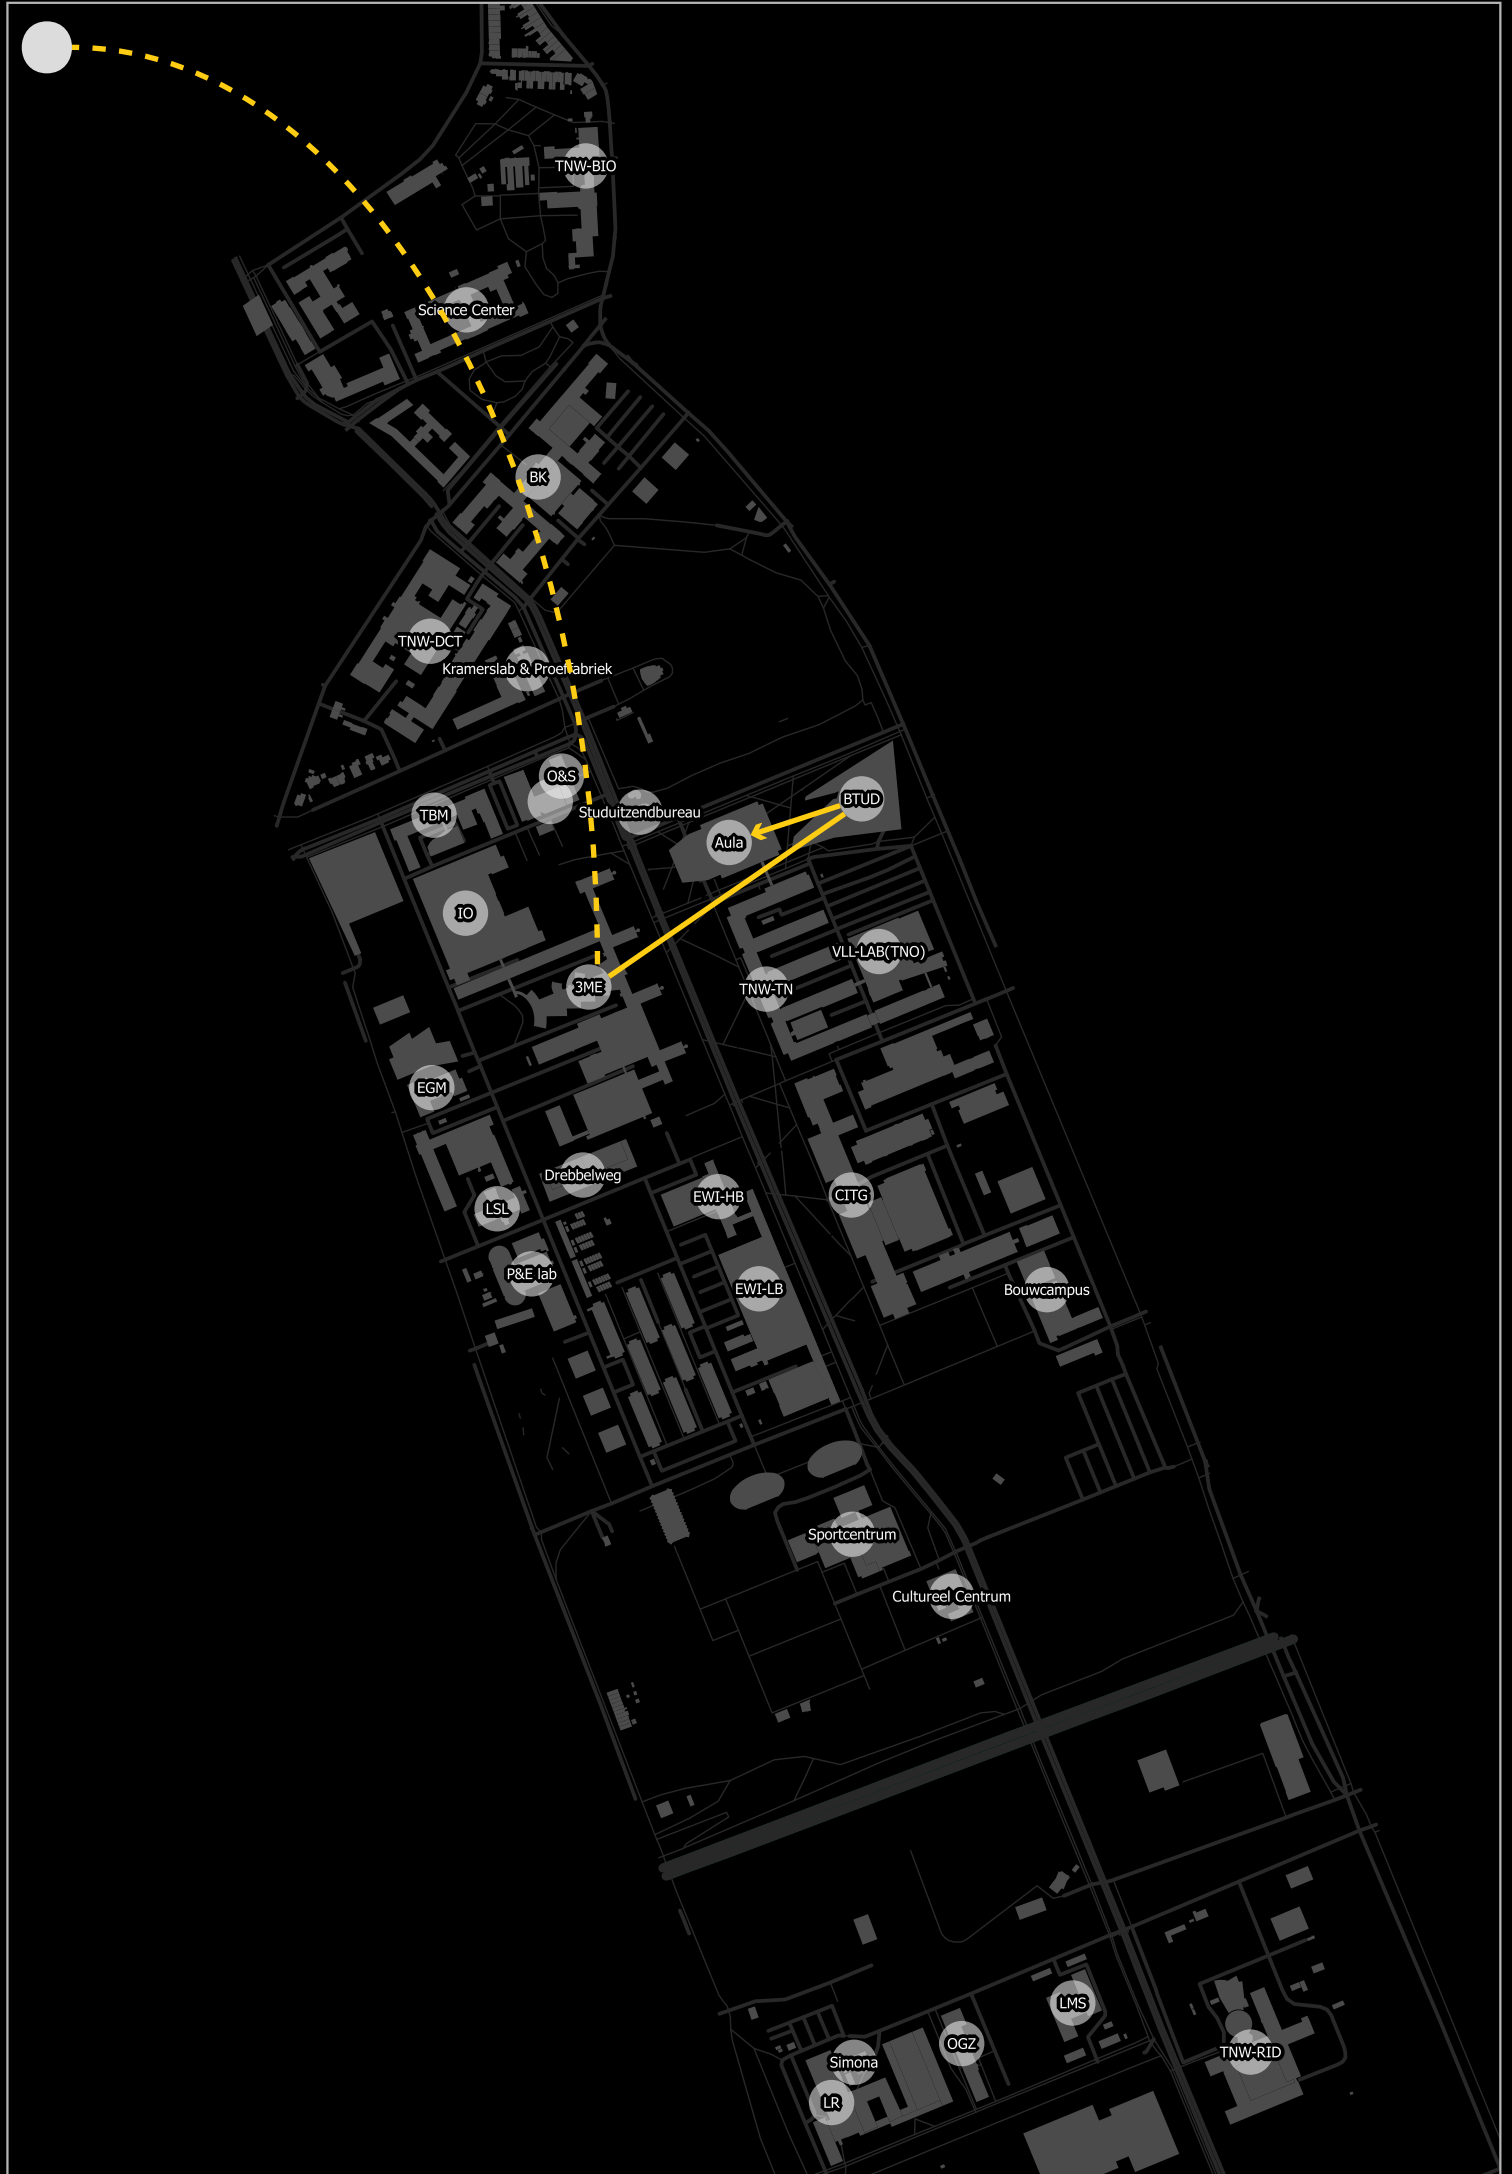 TNW-BIO
Science Center
BK
TNW-DCT
Kramerslab & Proeffabriek
O&S
BTUD
Studuitzendbureau
TBM
Aula
IO
VLL-LAB(TNO)
3ME
TNW-TN
EGM
Drebbelweg
CITG
EWI-HB
LSL
P&E lab
EWI-LB
Bouwcampus
Sportcentrum
Cultureel Centrum
LMS
OGZ
TNW-RID
Simona
LR